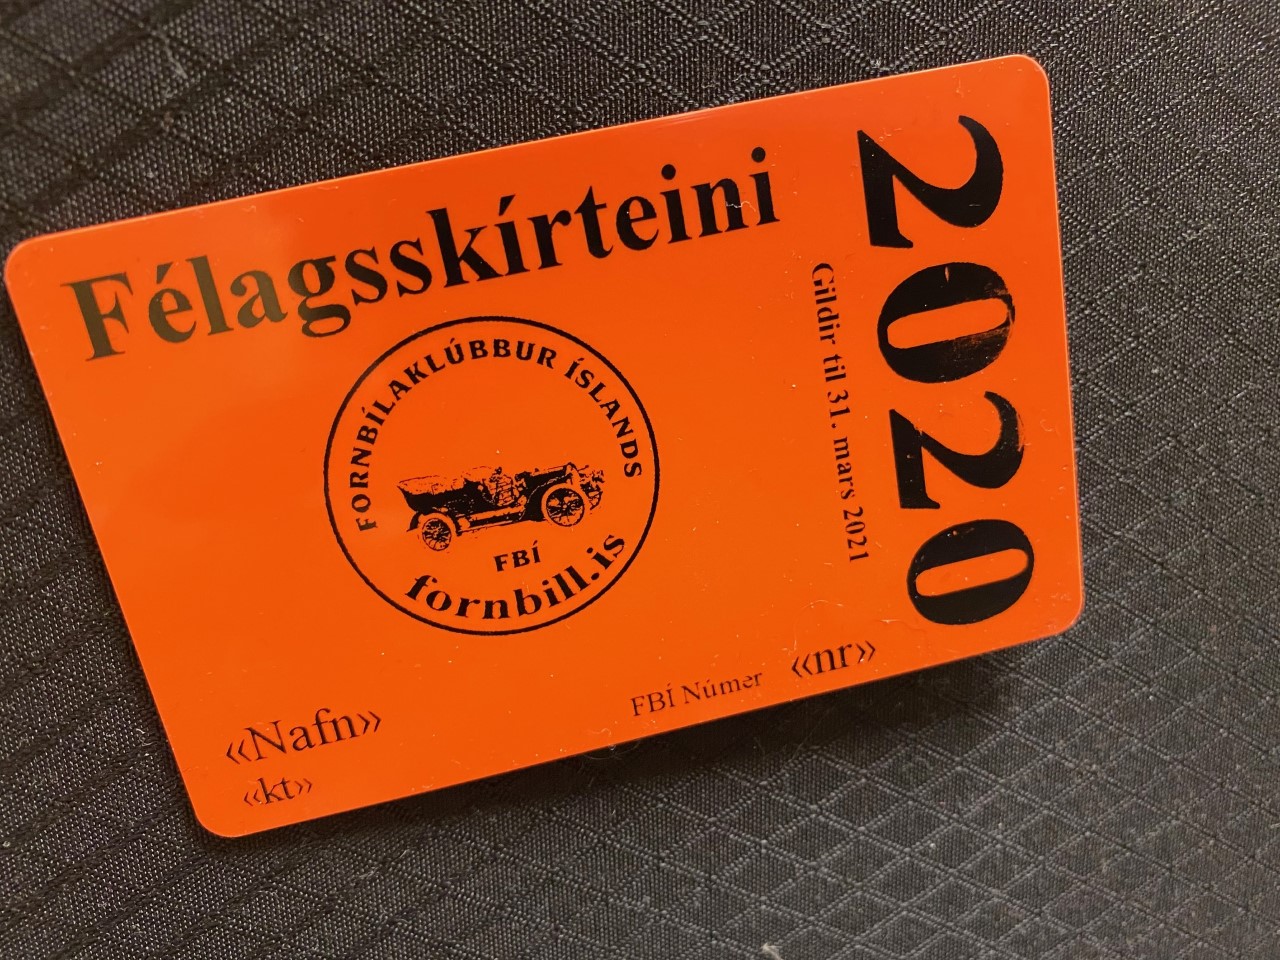 Félagsskírteini
2020
Gildir til 31. mars 2021
FORNBÍLAKLÚBBUR ÍSLANDS
FBÍ
fornbill.is
«Nafn»
«kt»
FBÍ Númer «nr»